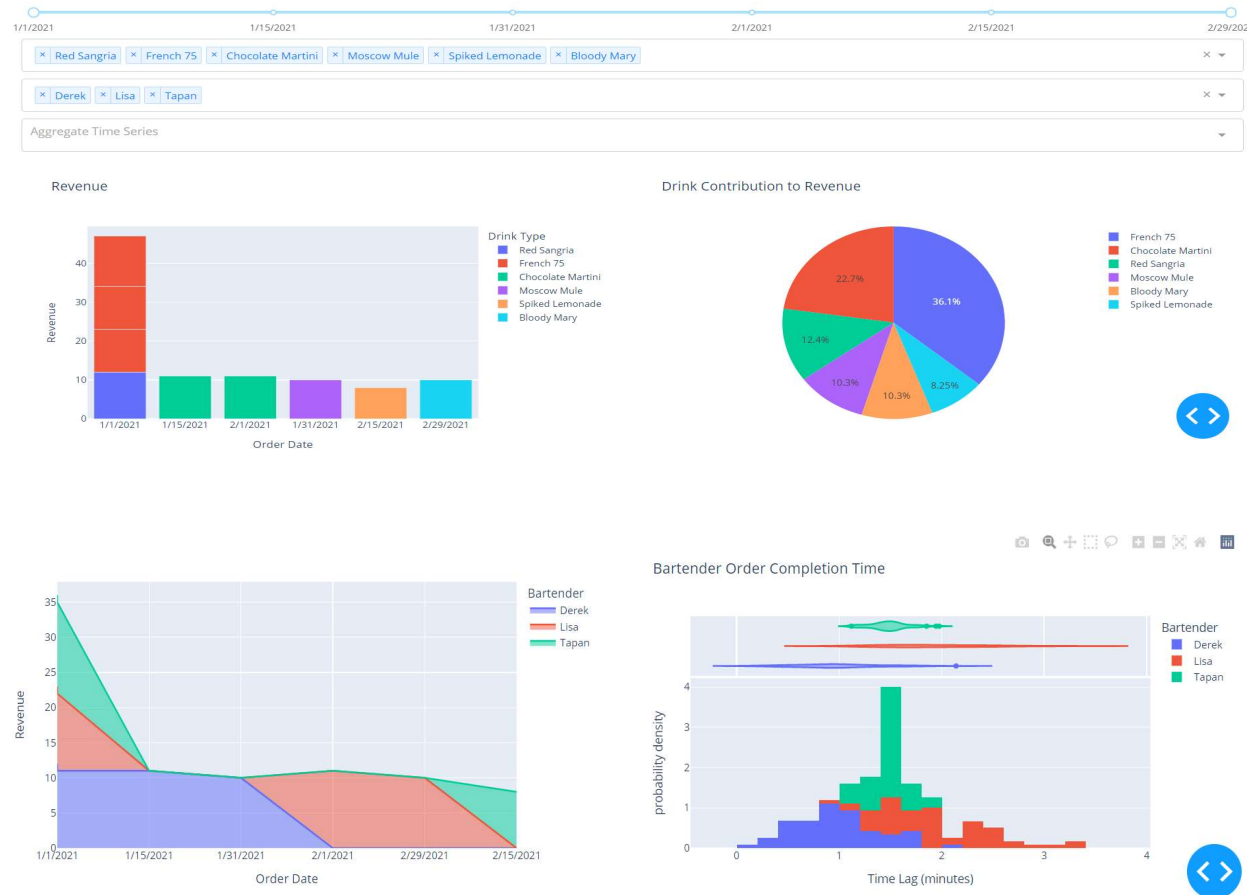 1/1/2021 1/15/2021 1/31/2021 2/1/2021 2/15/2021 2/29/202
× Red Sangria × French 75 × Chocolate Martini × Moscow Mule × Spiked Lemonade × Bloody Mary ×
× Derek × Lisa × Tapan ×
Aggregate Time Series
Revenue
Drink Type
Red Sangria
French 75
Chocolate Martini
Moscow Mule
Spiked Lemonade
Bloody Mary
Revenue
40
30
20
10
0
1/1/2021 1/15/2021 2/1/2021 1/31/2021 2/15/2021 2/29/2021
Order Date
Drink Contribution to Revenue
French 75
Chocolate Martini
Red Sangria
Moscow Mule
Bloody Mary
Spiked Lemonade
22.7%
36.1%
12.4%
10.3%
10.3%
8.25%
Bartender
Derek
Lisa
Tapan
Revenue
35
30
25
20
15
10
5
0
1/1/2021 1/15/2021 1/31/2021 2/1/2021 2/29/2021 2/15/2021
Order Date
Bartender Order Completion Time
Bartender
Derek
Lisa
Tapan
probability density
4
3
2
1
0
0 1 2 3 4
Time Lag (minutes)